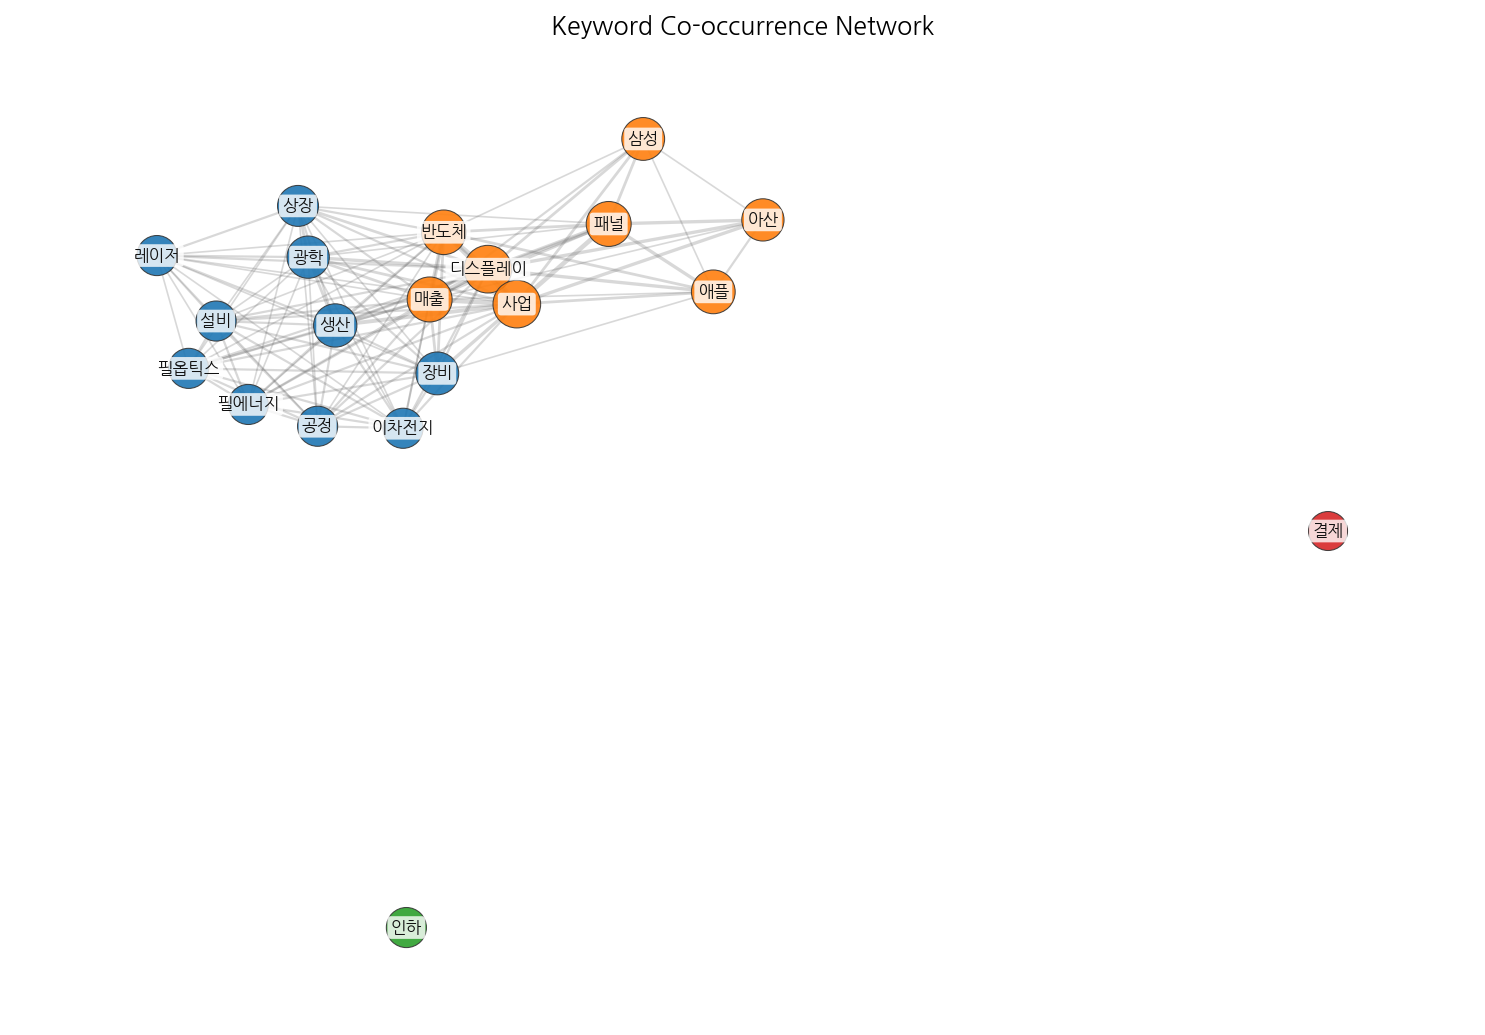 Keyword Co-occurrence Network
삼성
상장
아산
패널
반도체
레이저
광학
디스플레이
애플
매출
사업
설비
생산
필옵틱스
장비
필에너지
공정
이차전지
결제
인하